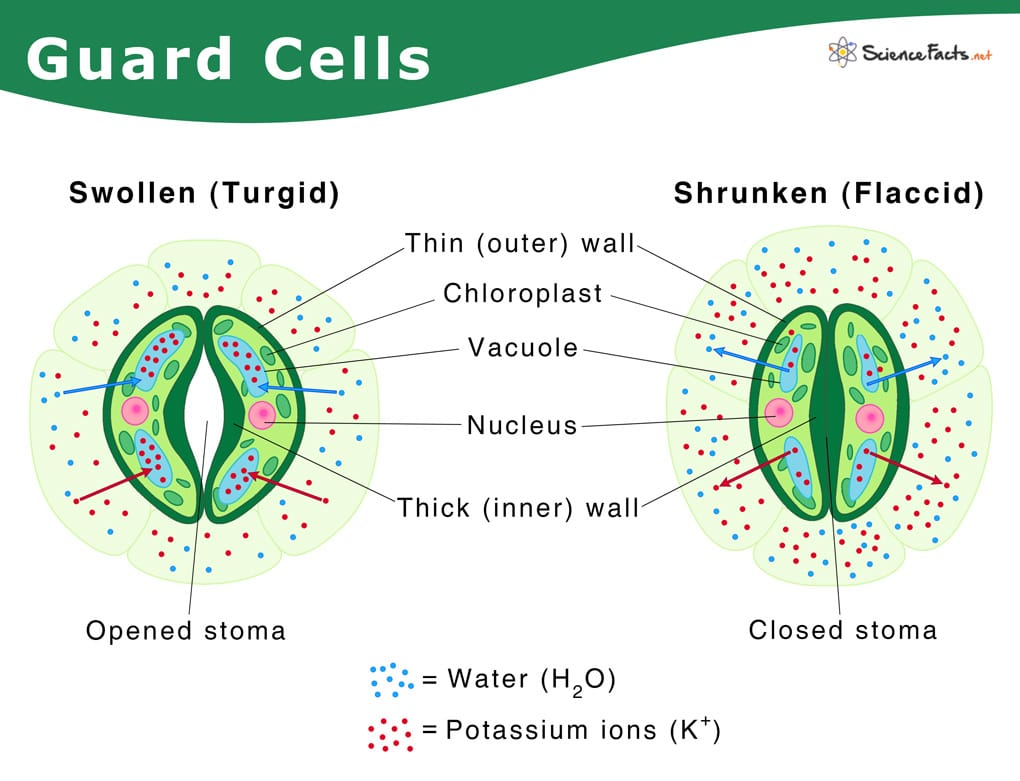 Guard Cells
ScienceFacts.net
Swollen (Turgid)
Shrunken (Flaccid)
Thin (outer) wall
Chloroplast
Vacuole
Nucleus
Thick (inner) wall
Opened stoma
Closed stoma
= Water (H₂O)
= Potassium ions (K⁺)